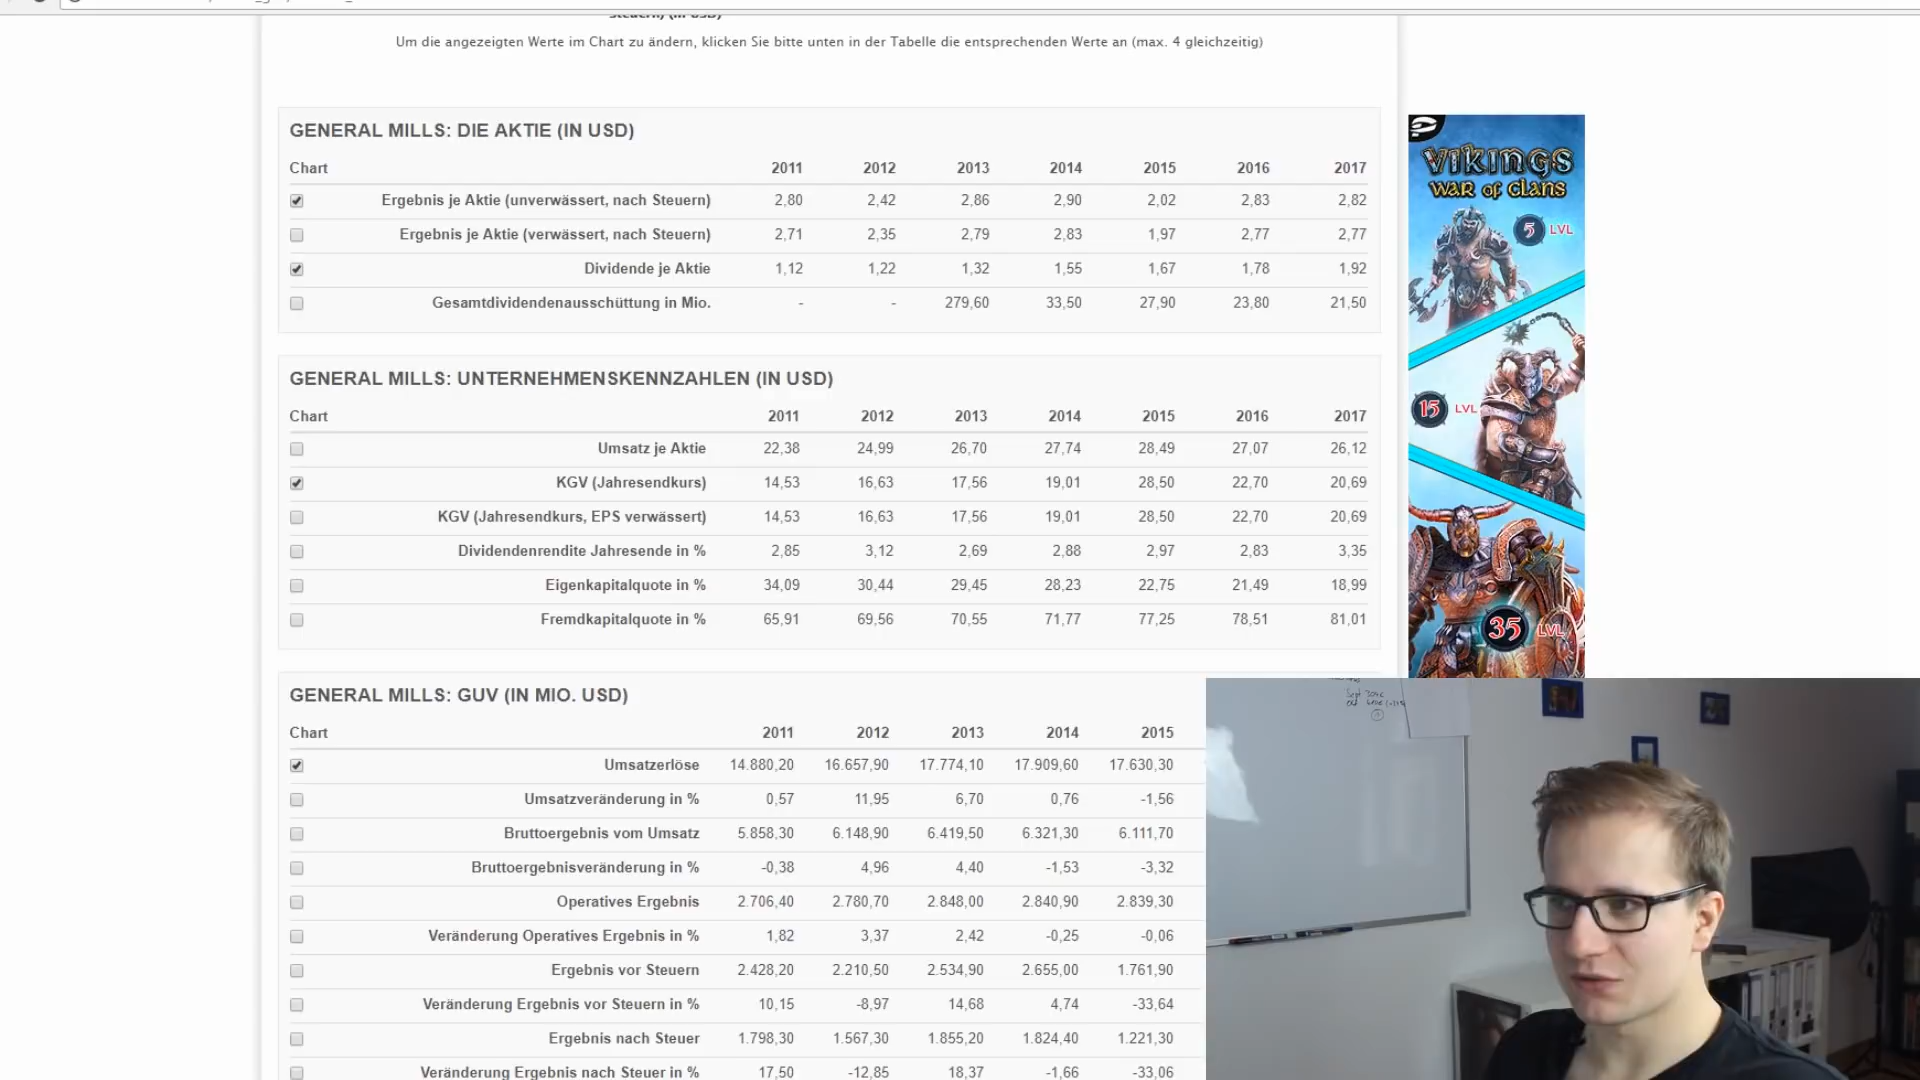 Um die angezeigten Werte im Chart zu ändern, klicken Sie bitte unten in der Tabelle die entsprechenden Werte an (max. 4 gleichzeitig)
GENERAL MILLS: DIE AKTIE (IN USD)
Chart 2011 2012 2013 2014 2015 2016 2017
Ergebnis je Aktie (unverwässert, nach Steuern) 2,80 2,42 2,86 2,90 2,02 2,83 2,82
Ergebnis je Aktie (verwässert, nach Steuern) 2,71 2,35 2,79 2,83 1,97 2,77 2,77
Dividende je Aktie 1,12 1,22 1,32 1,55 1,67 1,78 1,92
Gesamtdividendenausschüttung in Mio. - - 279,60 33,50 27,90 23,80 21,50
GENERAL MILLS: UNTERNEHMENSKENNZAHLEN (IN USD)
Chart 2011 2012 2013 2014 2015 2016 2017
Umsatz je Aktie 22,38 24,99 26,70 27,74 28,49 27,07 26,12
KGV (Jahresendkurs) 14,53 16,63 17,56 19,01 28,50 22,70 20,69
KGV (Jahresendkurs, EPS verwässert) 14,53 16,63 17,56 19,01 28,50 22,70 20,69
Dividendenrendite Jahresende in % 2,85 3,12 2,69 2,88 2,97 2,83 3,35
Eigenkapitalquote in % 34,09 30,44 29,45 28,23 22,75 21,49 18,99
Fremdkapitalquote in % 65,91 69,56 70,55 71,77 77,25 78,51 81,01
GENERAL MILLS: GUV (IN MIO. USD)
Chart 2011 2012 2013 2014 2015
Umsatzerlöse 14.880,20 16.657,90 17.774,10 17.909,60 17.630,30
Umsatzveränderung in % 0,57 11,95 6,70 0,76 -1,56
Bruttoergebnis vom Umsatz 5.858,30 6.148,90 6.419,50 6.321,30 6.111,70
Bruttoergebnisveränderung in % -0,38 4,96 4,40 -1,53 -3,32
Operatives Ergebnis 2.706,40 2.780,70 2.848,00 2.840,90 2.839,30
Veränderung Operatives Ergebnis in % 1,82 3,37 2,42 -0,25 -0,06
Ergebnis vor Steuern 2.428,20 2.210,50 2.534,90 2.655,00 1.761,90
Veränderung Ergebnis vor Steuern in % 10,15 -8,97 14,68 4,74 -33,64
Ergebnis nach Steuer 1.798,30 1.567,30 1.855,20 1.824,40 1.221,30
Veränderung Ergebnis nach Steuer in % 17,50 -12,85 18,37 -1,66 -33,06
VIKINGS
WAR OF CLANS
5 LVL
15 LVL
35 LVL